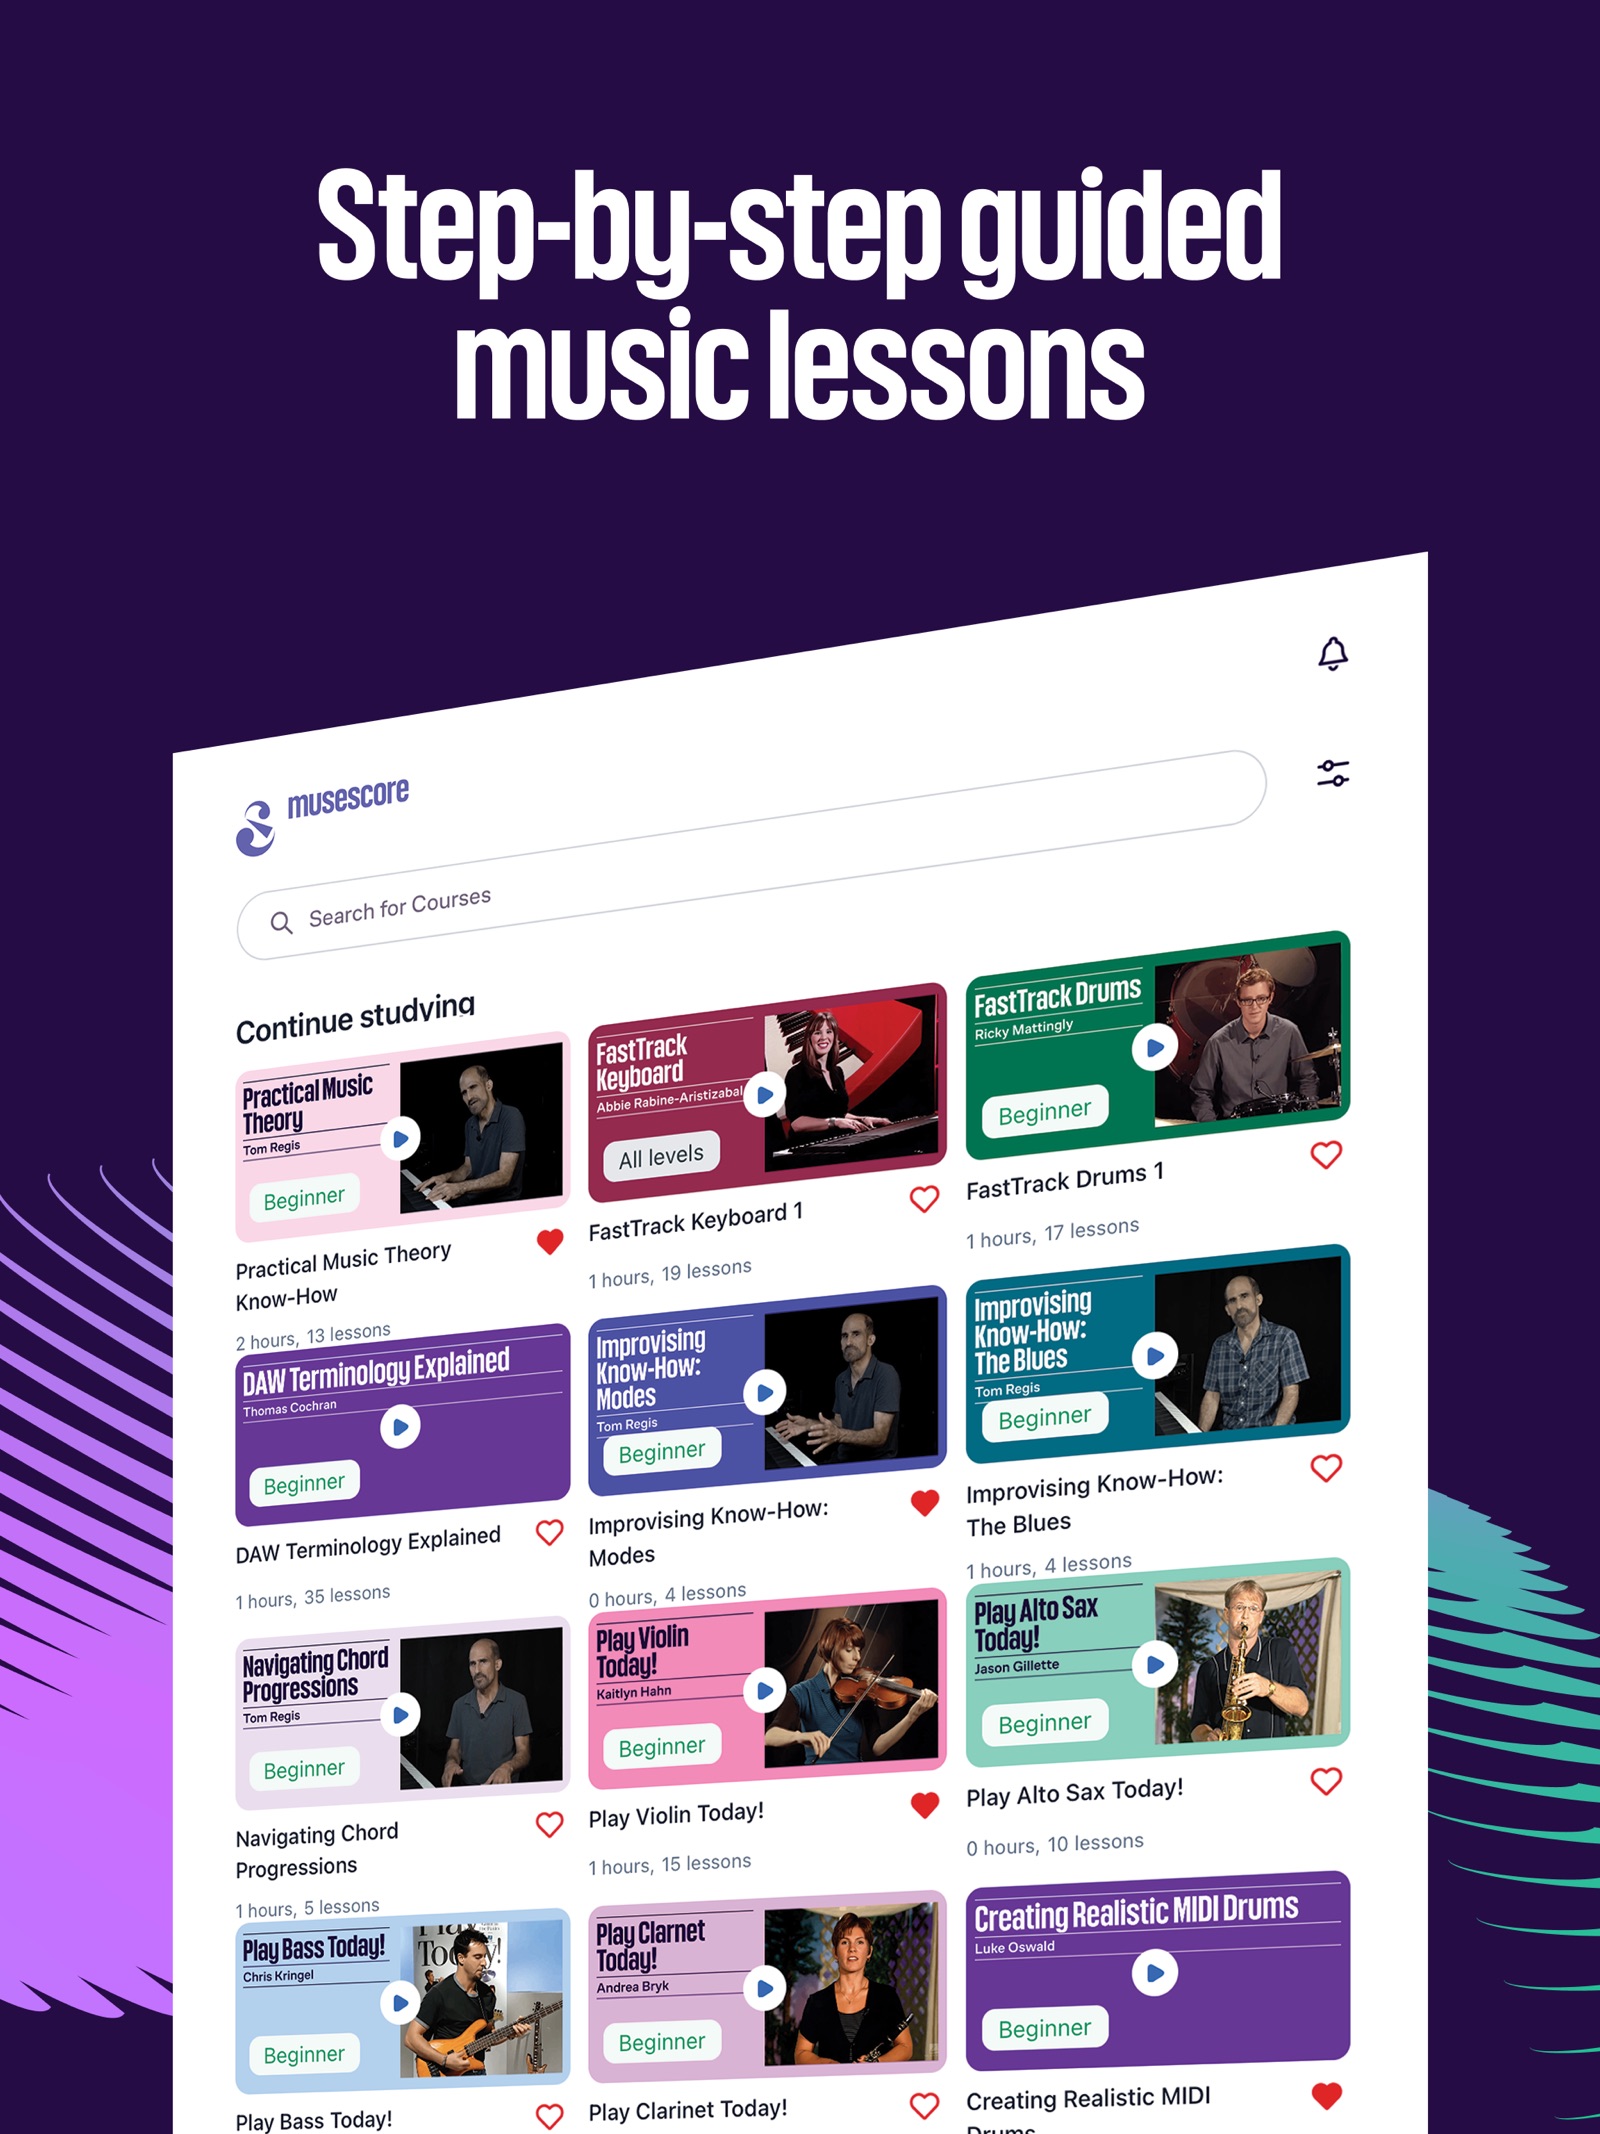 Step-by-step guided
music lessons
musescore
Search for Courses
Continue studying
Practical Music
Theory
Tom Regis
Beginner
Practical Music Theory
Know-How
2 hours, 13 lessons
FastTrack
Keyboard
Abbie Rabine-Aristizabal
All levels
FastTrack Keyboard 1
1 hours, 19 lessons
FastTrack Drums
Ricky Mattingly
Beginner
FastTrack Drums 1
1 hours, 17 lessons
DAW Terminology Explained
Thomas Cochran
Beginner
DAW Terminology Explained
1 hours, 35 lessons
Improvising
Know-How:
Modes
Tom Regis
Beginner
Improvising Know-How:
Modes
0 hours, 4 lessons
Improvising
Know-How:
The Blues
Tom Regis
Beginner
Improvising Know-How:
The Blues
1 hours, 4 lessons
Navigating Chord
Progressions
Tom Regis
Beginner
Navigating Chord
Progressions
1 hours, 5 lessons
Play Violin
Today!
Kaitlyn Hahn
Beginner
Play Violin Today!
1 hours, 15 lessons
Play Alto Sax
Today!
Jason Gillette
Beginner
Play Alto Sax Today!
0 hours, 10 lessons
Play Bass Today!
Chris Kringel
Beginner
Play Bass Today!
Play Clarnet
Today!
Andrea Bryk
Beginner
Play Clarinet Today!
Creating Realistic MIDI Drums
Luke Oswald
Beginner
Creating Realistic MIDI
Drums